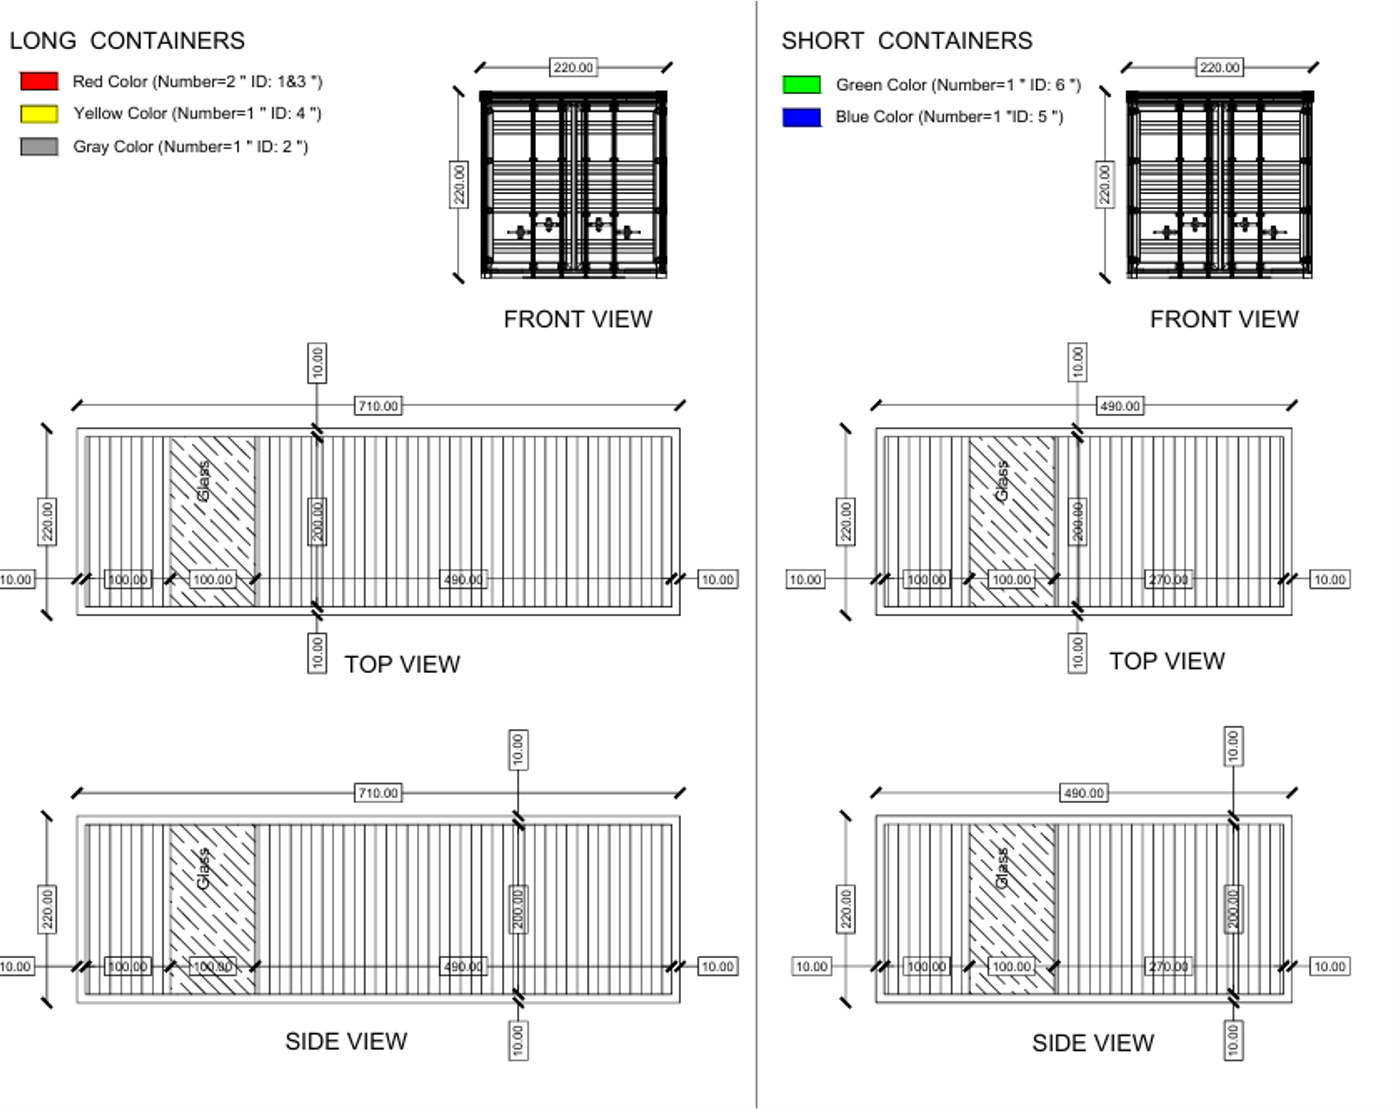 LONG CONTAINERS
Red Color (Number=2 " ID: 1&3 ")
Yellow Color (Number=1 " ID: 4 ")
Gray Color (Number=1 " ID: 2 ")
220.00
220.00
FRONT VIEW
10.00
710.00
Glass
220.00
200.00
10.00
100.00
100.00
490.00
10.00
10.00
TOP VIEW
10.00
710.00
Glass
220.00
200.00
10.00
100.00
100.00
490.00
10.00
10.00
SIDE VIEW
SHORT CONTAINERS
Green Color (Number=1 " ID: 6 ")
Blue Color (Number=1 "ID: 5 ")
220.00
220.00
FRONT VIEW
10.00
490.00
Glass
220.00
200.00
10.00
100.00
100.00
270.00
10.00
10.00
TOP VIEW
10.00
490.00
Glass
220.00
200.00
10.00
100.00
100.00
270.00
10.00
10.00
SIDE VIEW